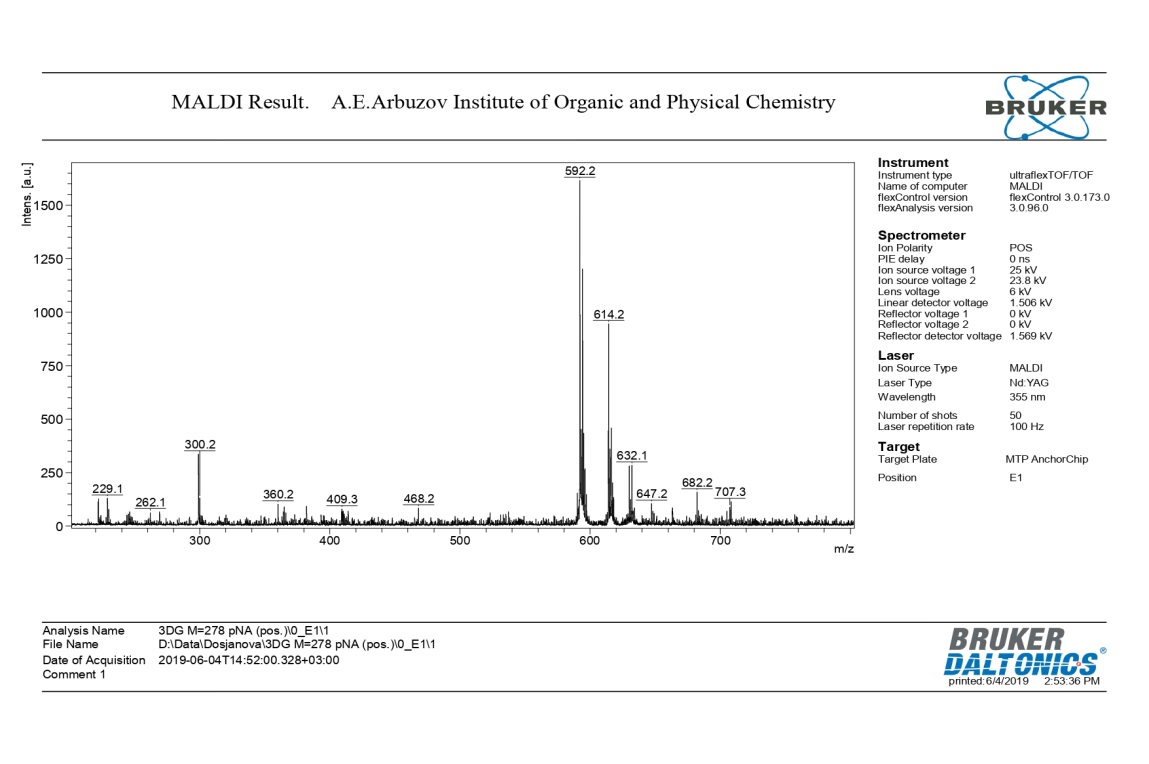 MALDI Result. A.E.Arbuzov Institute of Organic and Physical Chemistry
BRUKER
Intens. [a.u.]
1500
1250
1000
750
500
250
0
592.2
614.2
300.2
632.1
229.1
262.1
360.2
409.3
468.2
647.2
682.2
707.3
300
400
500
600
700
m/z
Instrument
Instrument type ultraflexTOF/TOF
Name of computer MALDI
flexControl version flexControl 3.0.173.0
flexAnalysis version 3.0.96.0
Spectrometer
Ion Polarity POS
PIE delay 0 ns
Ion source voltage 1 25 kV
Ion source voltage 2 23.8 kV
Lens voltage 6 kV
Linear detector voltage 1.506 kV
Reflector voltage 1 0 kV
Reflector voltage 2 0 kV
Reflector detector voltage 1.569 kV
Laser
Ion Source Type MALDI
Laser Type Nd:YAG
Wavelength 355 nm
Number of shots 50
Laser repetition rate 100 Hz
Target
Target Plate MTP AnchorChip
Position E1
Analysis Name 3DG M=278 pNA (pos.)\0_E1\1
File Name D:\Data\Dosjanova\3DG M=278 pNA (pos.)\0_E1\1
Date of Acquisition 2019-06-04T14:52:00.328+03:00
Comment 1
BRUKER
DALTONICS®
printed:6/4/2019 2:53:36 PM